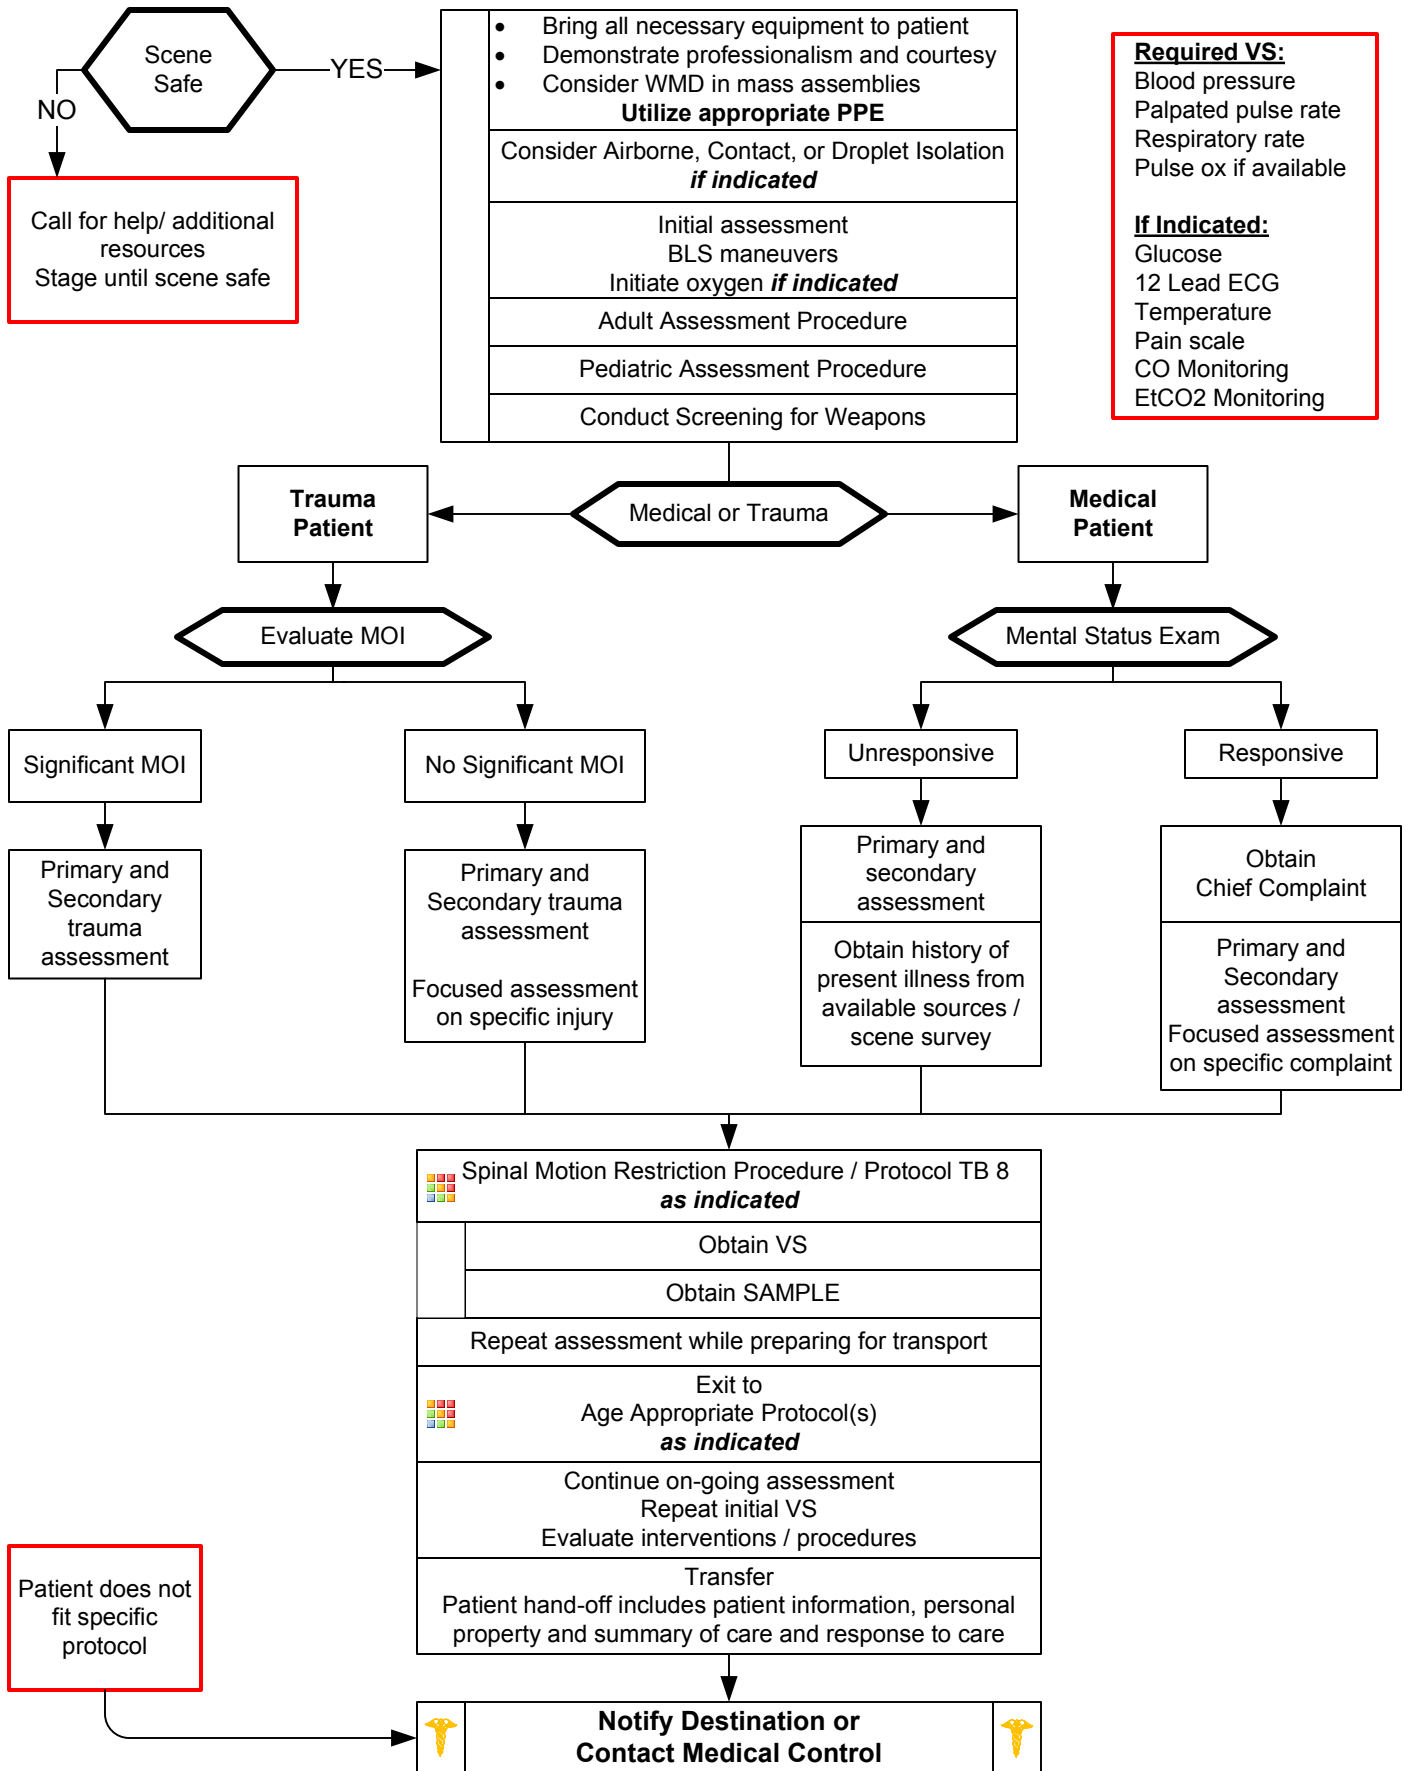 Scene
Safe
YES
NO
Call for help/ additional
resources
Stage until scene safe
• Bring all necessary equipment to patient
• Demonstrate professionalism and courtesy
• Consider WMD in mass assemblies
Utilize appropriate PPE
Consider Airborne, Contact, or Droplet Isolation
if indicated
Initial assessment
BLS maneuvers
Initiate oxygen if indicated
Adult Assessment Procedure
Pediatric Assessment Procedure
Conduct Screening for Weapons
Required VS:
Blood pressure
Palpated pulse rate
Respiratory rate
Pulse ox if available
If Indicated:
Glucose
12 Lead ECG
Temperature
Pain scale
CO Monitoring
EtCO2 Monitoring
Trauma
Patient
Medical or Trauma
Medical
Patient
Evaluate MOI
Mental Status Exam
Significant MOI
No Significant MOI
Unresponsive
Responsive
Primary and
Secondary
trauma
assessment
Primary and
Secondary trauma
assessment
Focused assessment
on specific injury
Primary and
secondary
assessment
Obtain history of
present illness from
available sources /
scene survey
Obtain
Chief Complaint
Primary and
Secondary
assessment
Focused assessment
on specific complaint
Spinal Motion Restriction Procedure / Protocol TB 8
as indicated
Obtain VS
Obtain SAMPLE
Repeat assessment while preparing for transport
Exit to
Age Appropriate Protocol(s)
as indicated
Continue on-going assessment
Repeat initial VS
Evaluate interventions / procedures
Transfer
Patient hand-off includes patient information, personal
property and summary of care and response to care
Patient does not
fit specific
protocol
Notify Destination or
Contact Medical Control